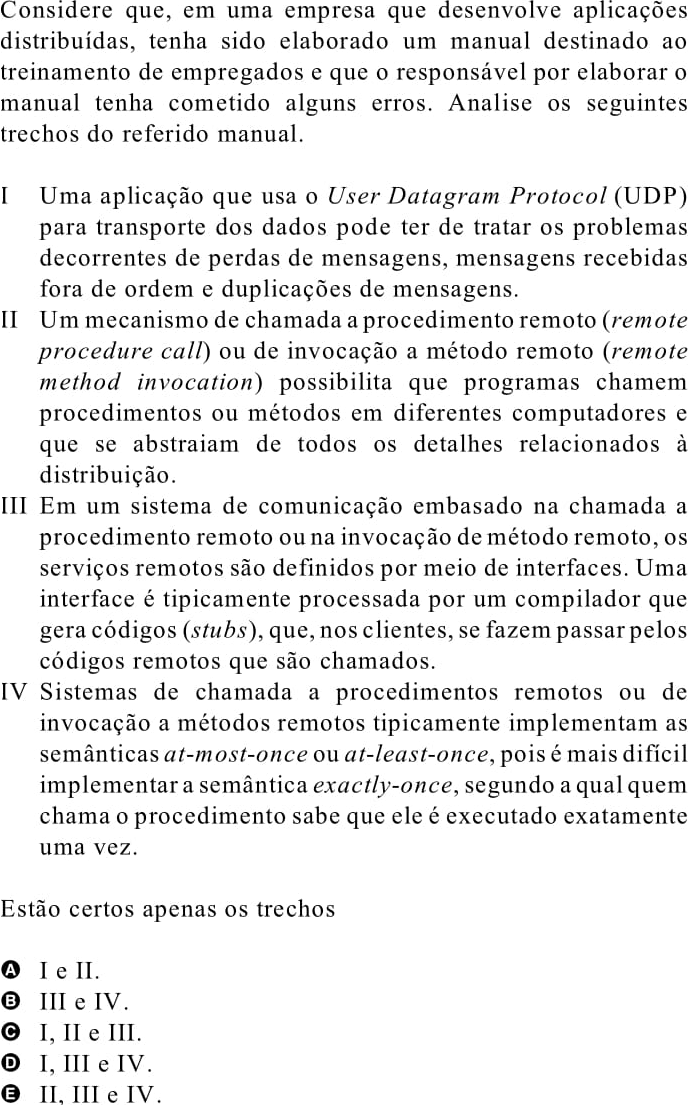 Considere que, em uma empresa que desenvolve aplicações
distribuídas, tenha sido elaborado um manual destinado ao
treinamento de empregados e que o responsável por elaborar o
manual tenha cometido alguns erros. Analise os seguintes
trechos do referido manual.
I Uma aplicação que usa o User Datagram Protocol (UDP)
para transporte dos dados pode ter de tratar os problemas
decorrentes de perdas de mensagens, mensagens recebidas
fora de ordem e duplicações de mensagens.
II Um mecanismo de chamada a procedimento remoto (remote
procedure call) ou de invocação a método remoto (remote
method invocation) possibilita que programas chamem
procedimentos ou métodos em diferentes computadores e
que se abstraiam de todos os detalhes relacionados à
distribuição.
III Em um sistema de comunicação embasado na chamada a
procedimento remoto ou na invocação de método remoto, os
serviços remotos são definidos por meio de interfaces. Uma
interface é tipicamente processada por um compilador que
gera códigos (stubs), que, nos clientes, se fazem passar pelos
códigos remotos que são chamados.
IV Sistemas de chamada a procedimentos remotos ou de
invocação a métodos remotos tipicamente implementam as
semânticas at-most-once ou at-least-once, pois é mais difícil
implementar a semântica exactly-once, segundo a qual quem
chama o procedimento sabe que ele é executado exatamente
uma vez.
Estão certos apenas os trechos
A I e II.
B III e IV.
C I, II e III.
D I, III e IV.
E II, III e IV.